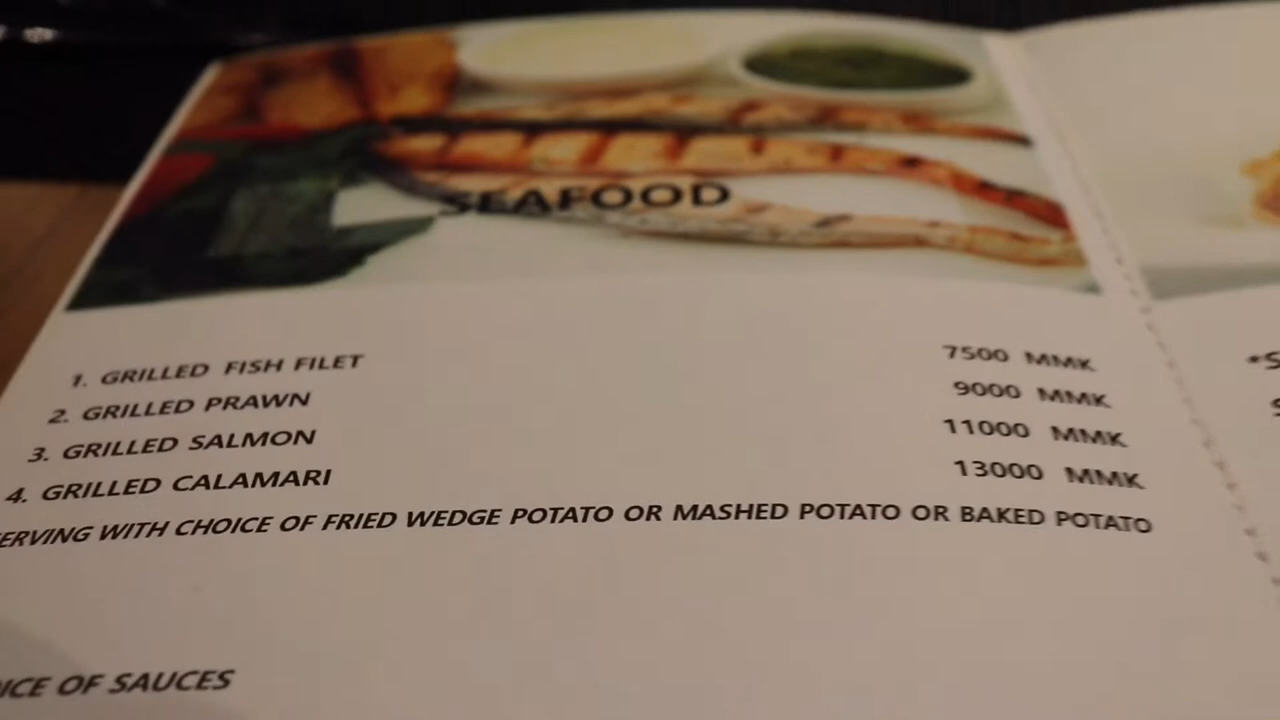 SEAFOOD
1. GRILLED FISH FILET 7500 MMK
2. GRILLED PRAWN 9000 MMK
3. GRILLED SALMON 11000 MMK
4. GRILLED CALAMARI 13000 MMK
ERVING WITH CHOICE OF FRIED WEDGE POTATO OR MASHED POTATO OR BAKED POTATO
ICE OF SAUCES